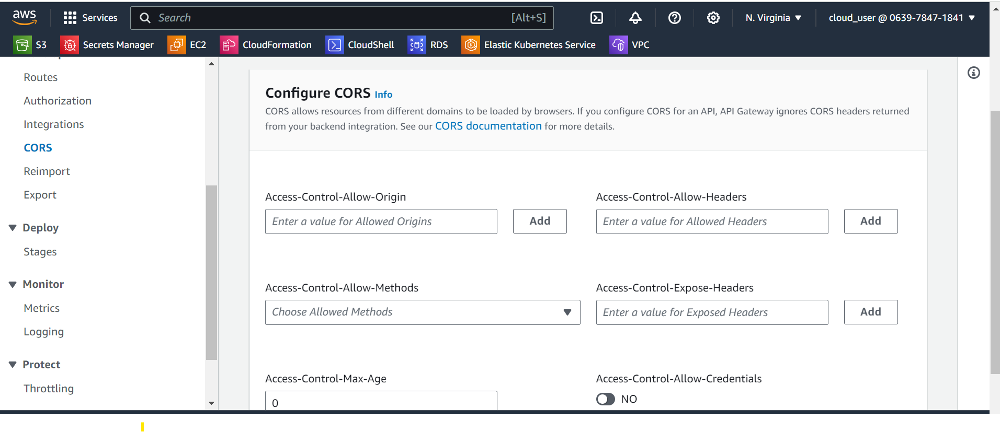 aws Services Search [Alt+S] N. Virginia cloud_user @ 0639-7847-1841
S3 Secrets Manager EC2 CloudFormation CloudShell RDS Elastic Kubernetes Service VPC
Routes
Authorization
Integrations
CORS
Reimport
Export
Deploy
Stages
Monitor
Metrics
Logging
Protect
Throttling
Configure CORS Info
CORS allows resources from different domains to be loaded by browsers. If you configure CORS for an API, API Gateway ignores CORS headers returned
from your backend integration. See our CORS documentation for more details.
Access-Control-Allow-Origin
Enter a value for Allowed Origins Add
Access-Control-Allow-Headers
Enter a value for Allowed Headers Add
Access-Control-Allow-Methods
Choose Allowed Methods
Access-Control-Expose-Headers
Enter a value for Exposed Headers Add
Access-Control-Max-Age
0
Access-Control-Allow-Credentials
NO